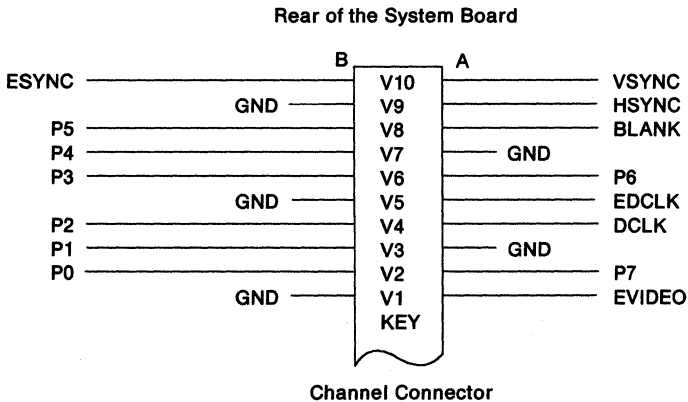 Rear of the System Board
B A
ESYNC V10 VSYNC
GND V9 HSYNC
P5 V8 BLANK
P4 V7 GND
P3 V6 P6
GND V5 EDCLK
P2 V4 DCLK
P1 V3 GND
P0 V2 P7
GND V1 EVIDEO
KEY
Channel Connector